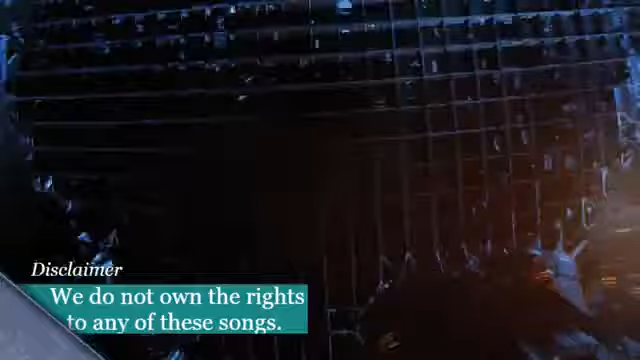 Disclaimer
We do not own the rights
to any of these songs.